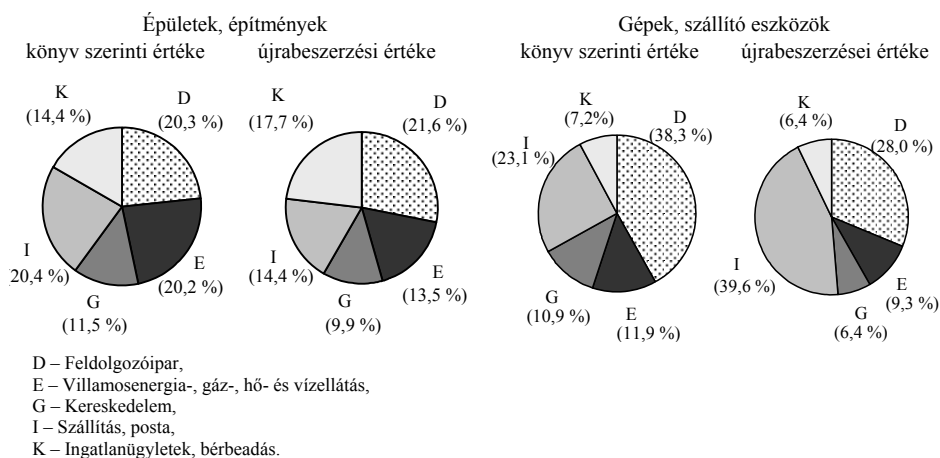 Épületek, építmények
könyv szerinti értéke
újrabeszerzési értéke
K
(14,4 %)
D
(20,3 %)
I
20,4 %)
G
(11,5 %)
E
(20,2 %)
K
(17,7 %)
D
(21,6 %)
I
(14,4 %)
G
(9,9 %)
E
(13,5 %)
Gépek, szállító eszközök
könyv szerinti értéke
újrabeszerzései értéke
K
(7,2%)
D
(38,3 %)
I
(23,1 %)
G
(10,9 %)
E
(11,9 %)
K
(6,4 %)
D
(28,0 %)
I
(39,6 %)
G
(6,4 %)
E
(9,3 %)
D – Feldolgozóipar,
E – Villamosenergia-, gáz-, hő- és vízellátás,
G – Kereskedelem,
I – Szállítás, posta,
K – Ingatlanügyletek, bérbeadás.